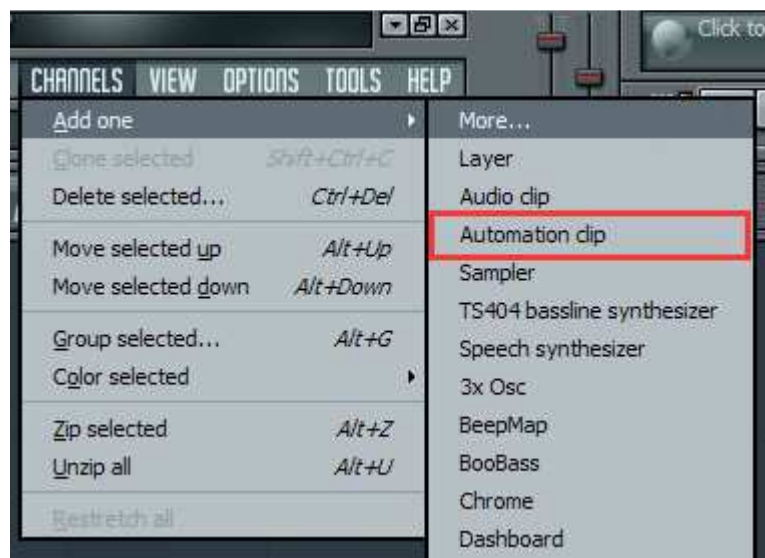 Click to
CHANNELS VIEW OPTIONS TOOLS HELP
Add one
Clone selected Shift+Ctrl+C
Delete selected... Ctrl+Del
Move selected up Alt+Up
Move selected down Alt+Down
Group selected... Alt+G
Color selected
Zip selected Alt+Z
Unzip all Alt+U
Restretch all
More...
Layer
Audio clip
Automation clip
Sampler
TS404 bassline synthesizer
Speech synthesizer
3x Osc
BeepMap
BooBass
Chrome
Dashboard